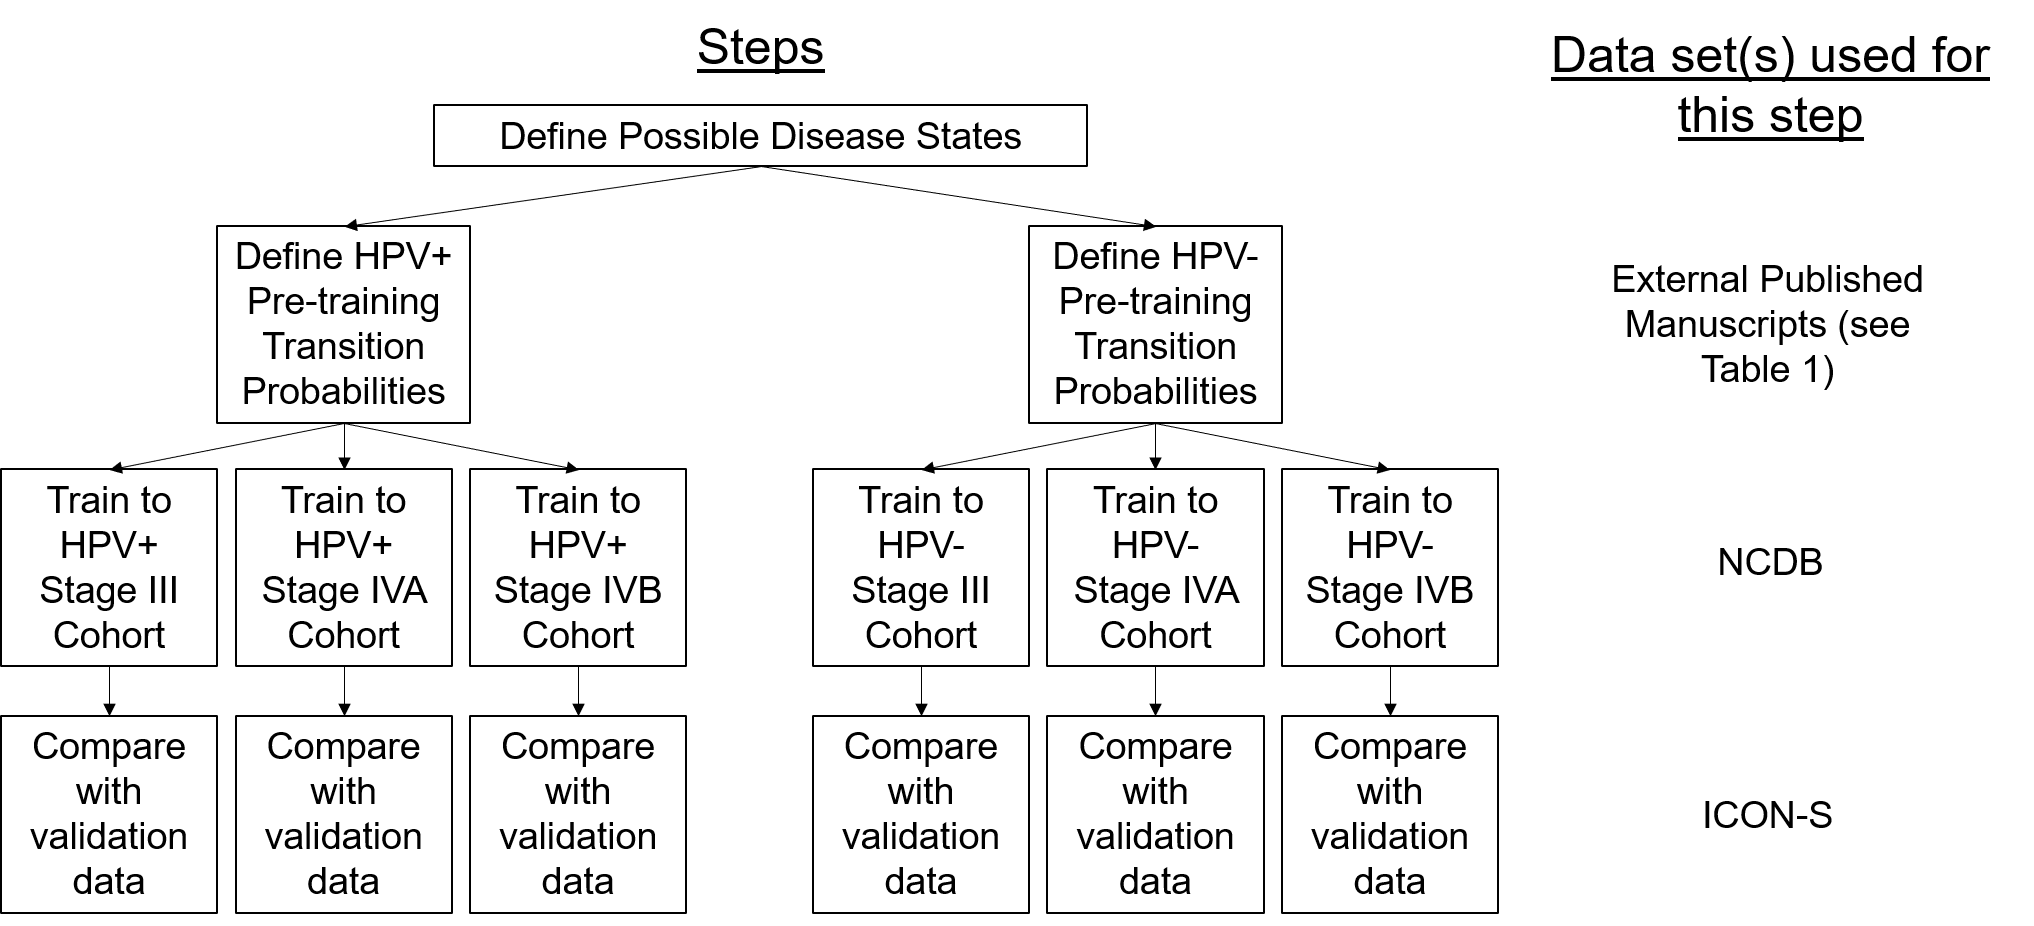 Steps
Data set(s) used for
this step
Define Possible Disease States
Define HPV+
Pre-training
Transition
Probabilities
Define HPV-
Pre-training
Transition
Probabilities
External Published
Manuscripts (see
Table 1)
Train to
HPV+
Stage III
Cohort
Train to
HPV+
Stage IVA
Cohort
Train to
HPV+
Stage IVB
Cohort
Train to
HPV-
Stage III
Cohort
Train to
HPV-
Stage IVA
Cohort
Train to
HPV-
Stage IVB
Cohort
NCDB
Compare
with
validation
data
Compare
with
validation
data
Compare
with
validation
data
Compare
with
validation
data
Compare
with
validation
data
Compare
with
validation
data
ICON-S